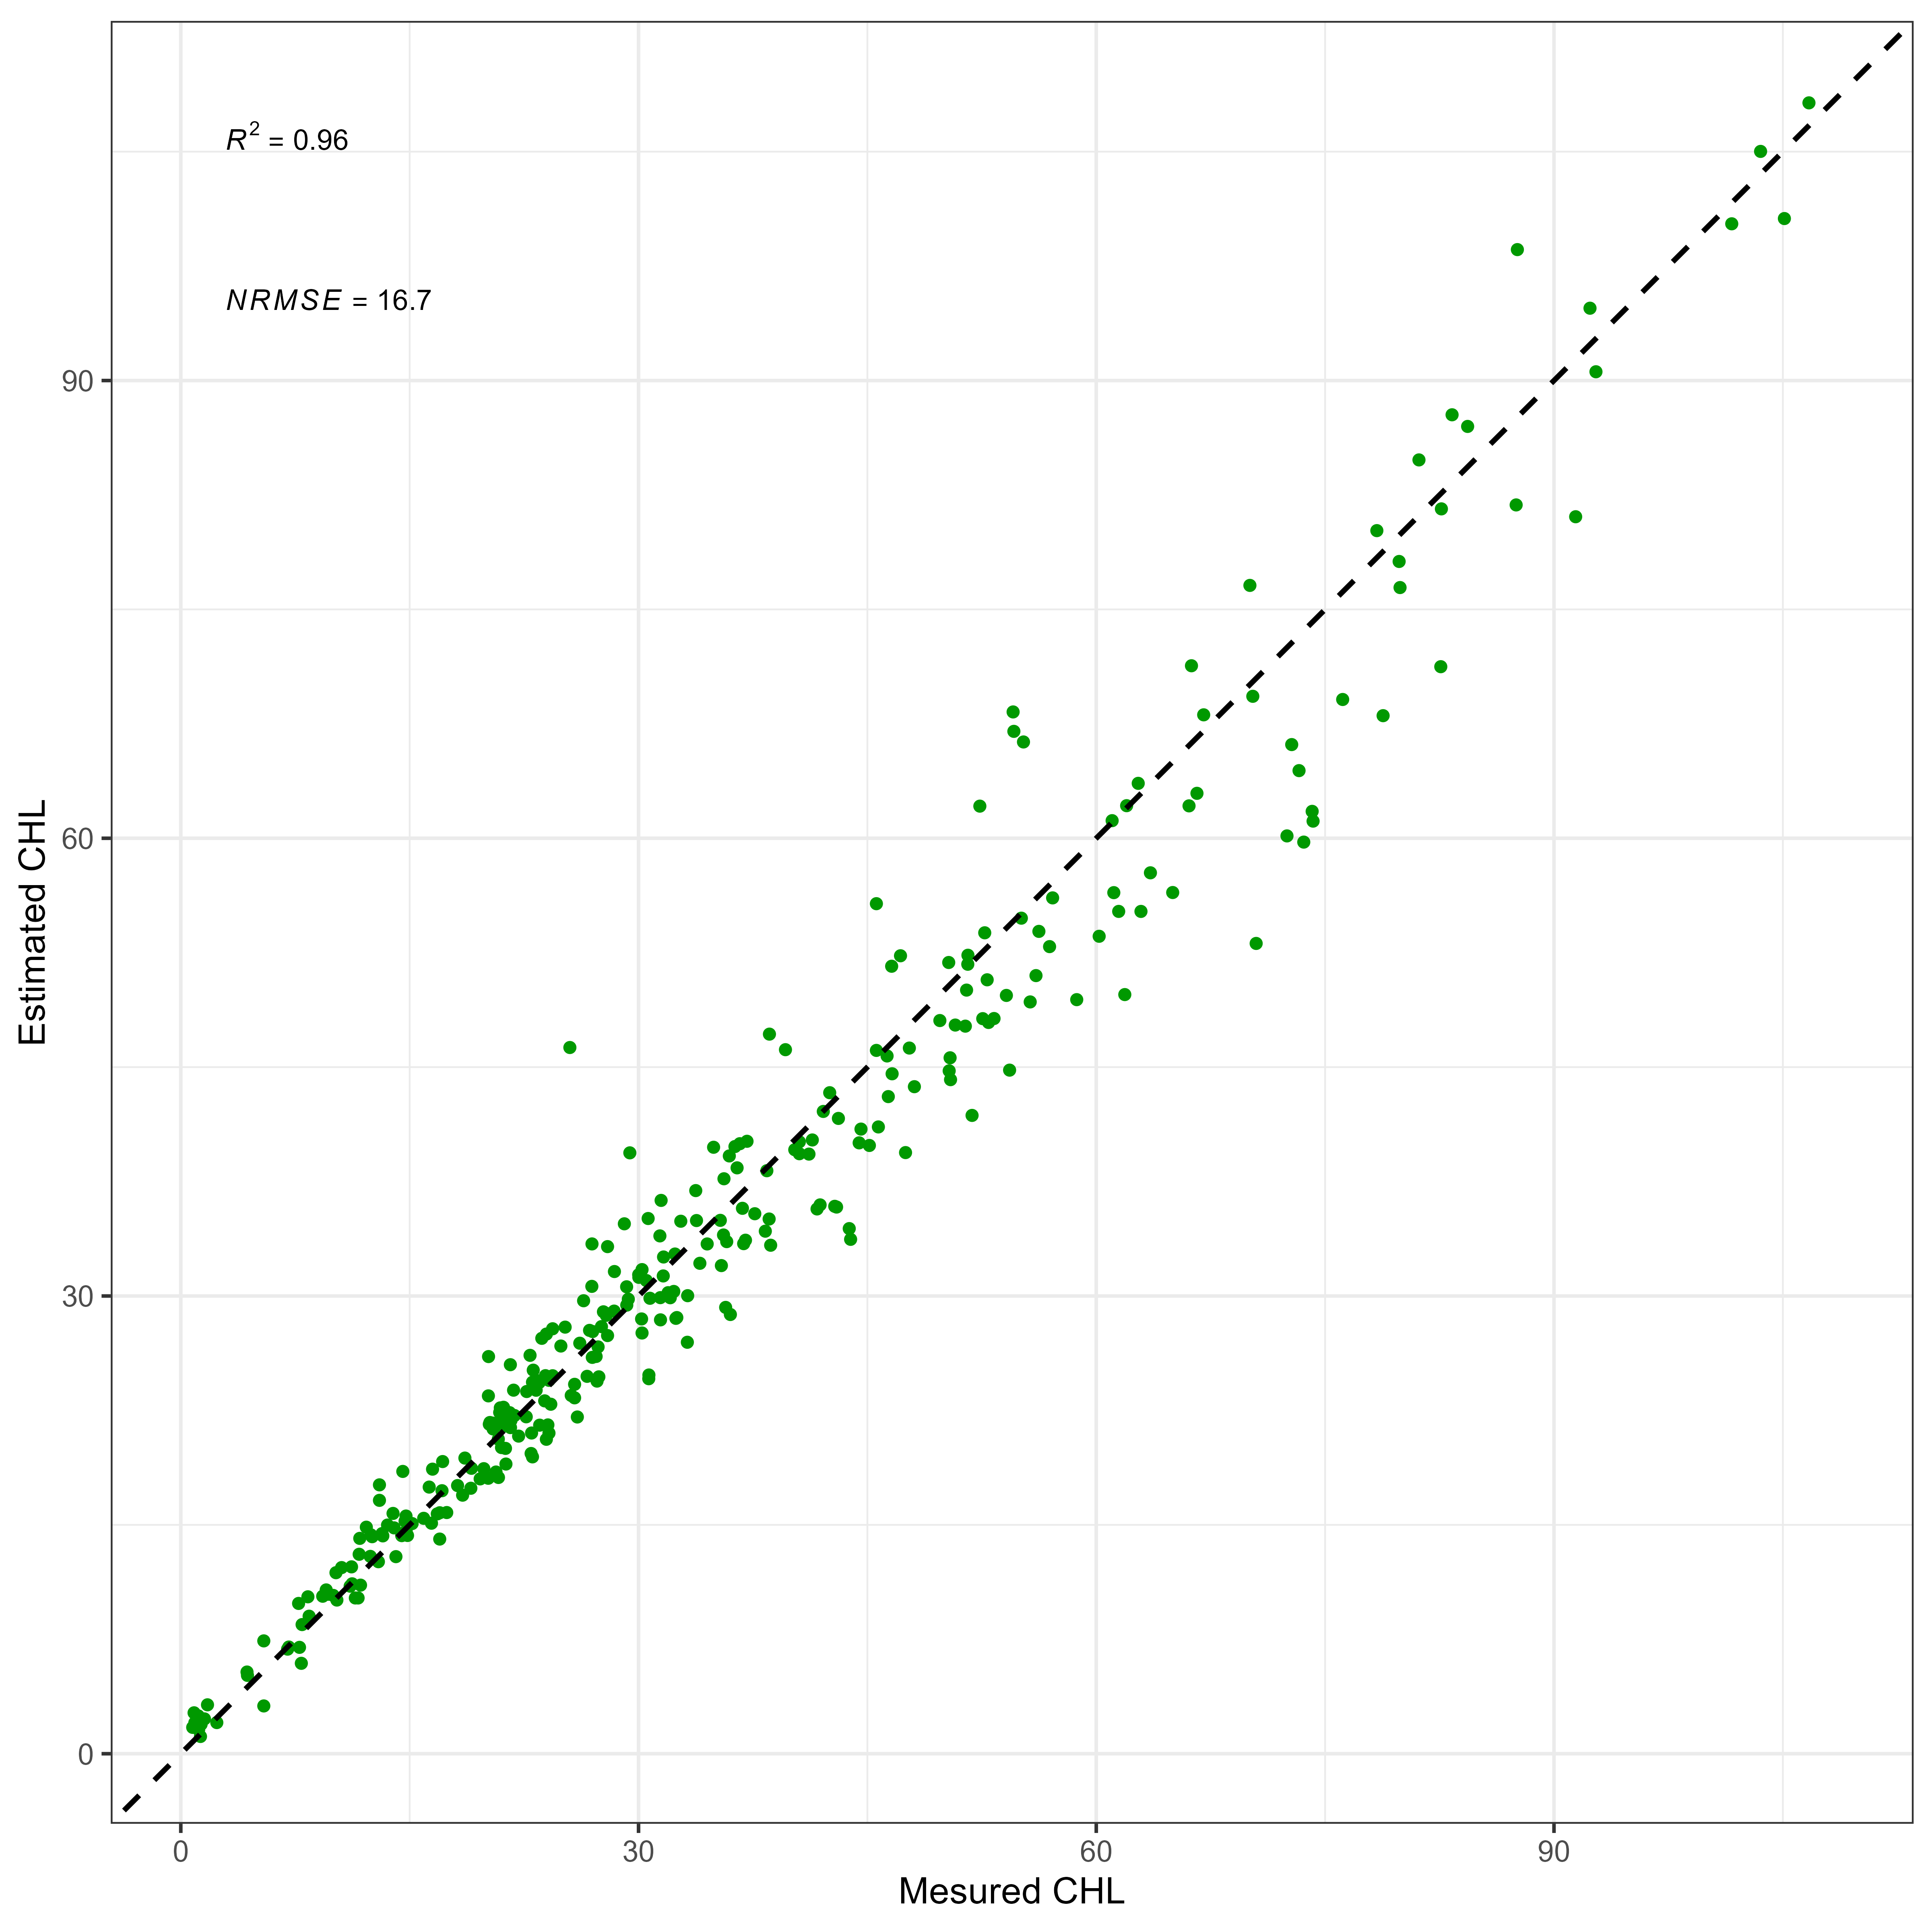 R² = 0.96
NRMSE = 16.7
90
60
30
0
Estimated CHL
0 30 60 90
Mesured CHL